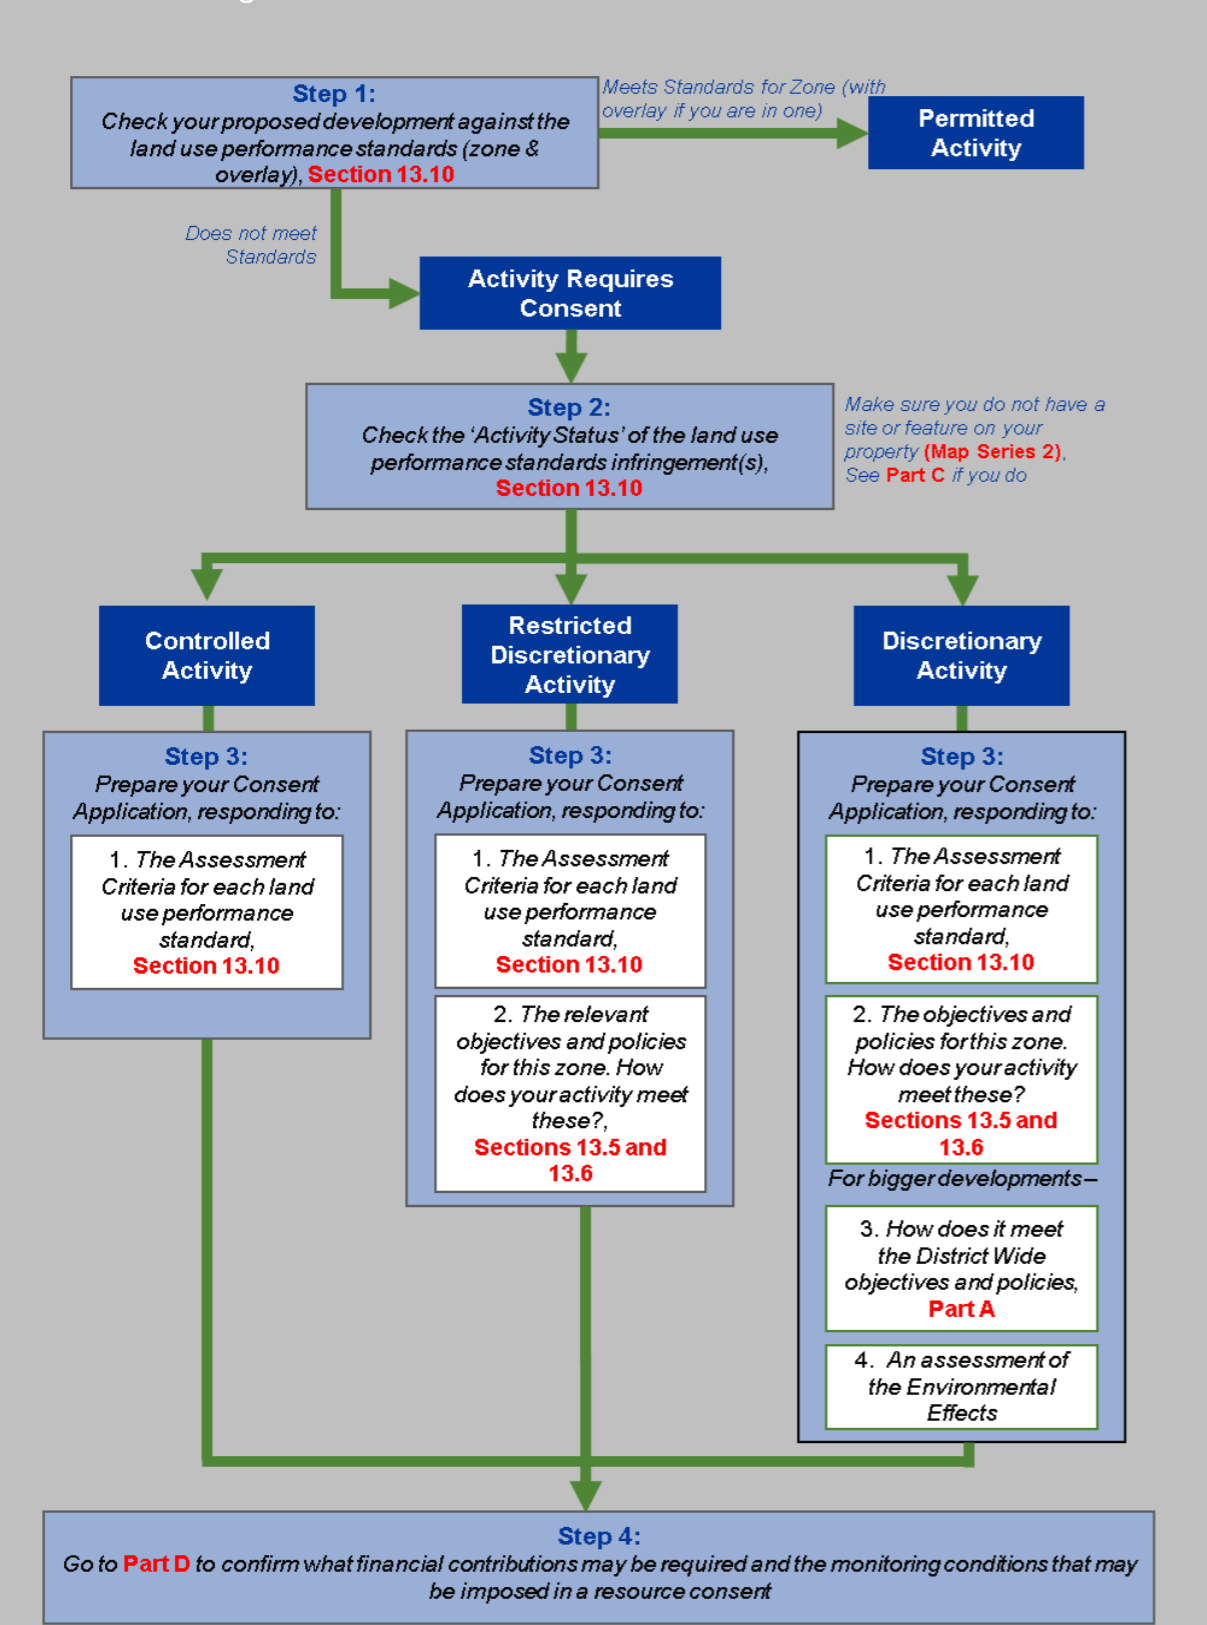 Step 1:
Check your proposed development against the
land use performance standards (zone &
overlay), Section 13.10
Meets Standards for Zone (with
overlay if you are in one)
Permitted
Activity
Does not meet
Standards
Activity Requires
Consent
Step 2:
Check the ‘Activity Status’ of the land use
performance standards infringement(s),
Section 13.10
Make sure you do not have a
site or feature on your
property (Map Series 2),
See Part C if you do
Controlled
Activity
Restricted
Discretionary
Activity
Discretionary
Activity
Step 3:
Prepare your Consent
Application, responding to:
1. The Assessment
Criteria for each land
use performance
standard,
Section 13.10
Step 3:
Prepare your Consent
Application, responding to:
1. The Assessment
Criteria for each land
use performance
standard,
Section 13.10
2. The relevant
objectives and policies
for this zone. How
does your activity meet
these?,
Sections 13.5 and
13.6
Step 3:
Prepare your Consent
Application, responding to:
1. The Assessment
Criteria for each land
use performance
standard,
Section 13.10
2. The objectives and
policies for this zone.
How does your activity
meet these?
Sections 13.5 and
13.6
For bigger developments –
3. How does it meet
the District Wide
objectives and policies,
Part A
4. An assessment of
the Environmental
Effects
Step 4:
Go to Part D to confirm what financial contributions may be required and the monitoring conditions that may
be imposed in a resource consent